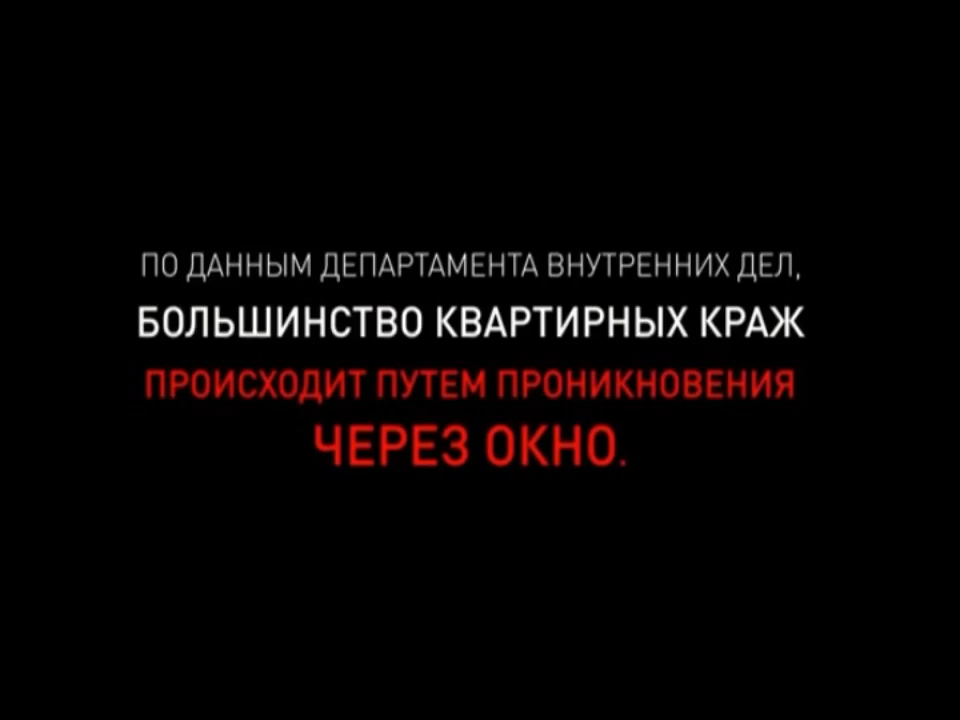 ПО ДАННЫМ ДЕПАРТАМЕНТА ВНУТРЕННИХ ДЕЛ,
БОЛЬШИНСТВО КВАРТИРНЫХ КРАЖ
ПРОИСХОДИТ ПУТЕМ ПРОНИКНОВЕНИЯ
ЧЕРЕЗ ОКНО.